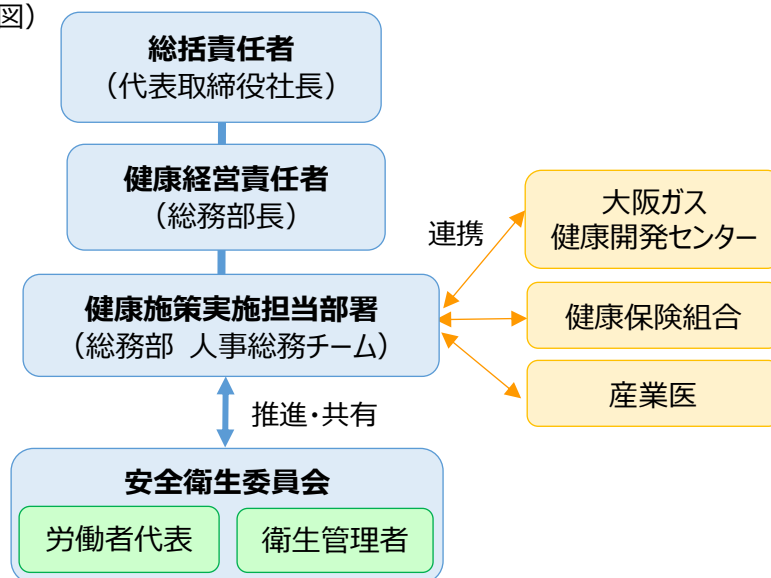 図)
総括責任者
(代表取締役社長)
健康経営責任者
(総務部長)
連携
大阪ガス
健康開発センター
健康施策実施担当部署
(総務部 人事総務チーム)
健康保険組合
産業医
推進・共有
安全衛生委員会
労働者代表
衛生管理者